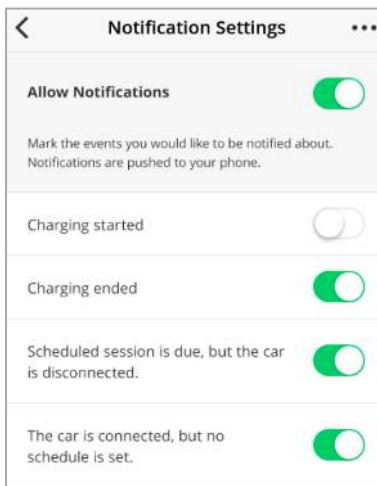 Notification Settings
Allow Notifications
Mark the events you would like to be notified about.
Notifications are pushed to your phone.
Charging started
Charging ended
Scheduled session is due, but the car
is disconnected.
The car is connected, but no
schedule is set.